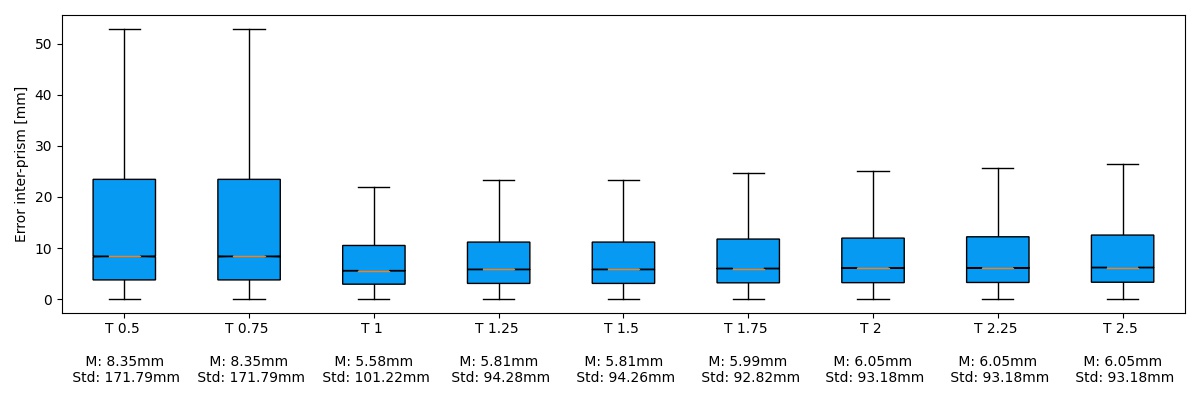 Error inter-prism [mm]
50
40
30
20
10
0
T 0.5 T 0.75 T 1 T 1.25 T 1.5 T 1.75 T 2 T 2.25 T 2.5
M: 8.35mm M: 8.35mm M: 5.58mm M: 5.81mm M: 5.81mm M: 5.99mm M: 6.05mm M: 6.05mm M: 6.05mm
Std: 171.79mm Std: 171.79mm Std: 101.22mm Std: 94.28mm Std: 94.26mm Std: 92.82mm Std: 93.18mm Std: 93.18mm Std: 93.18mm